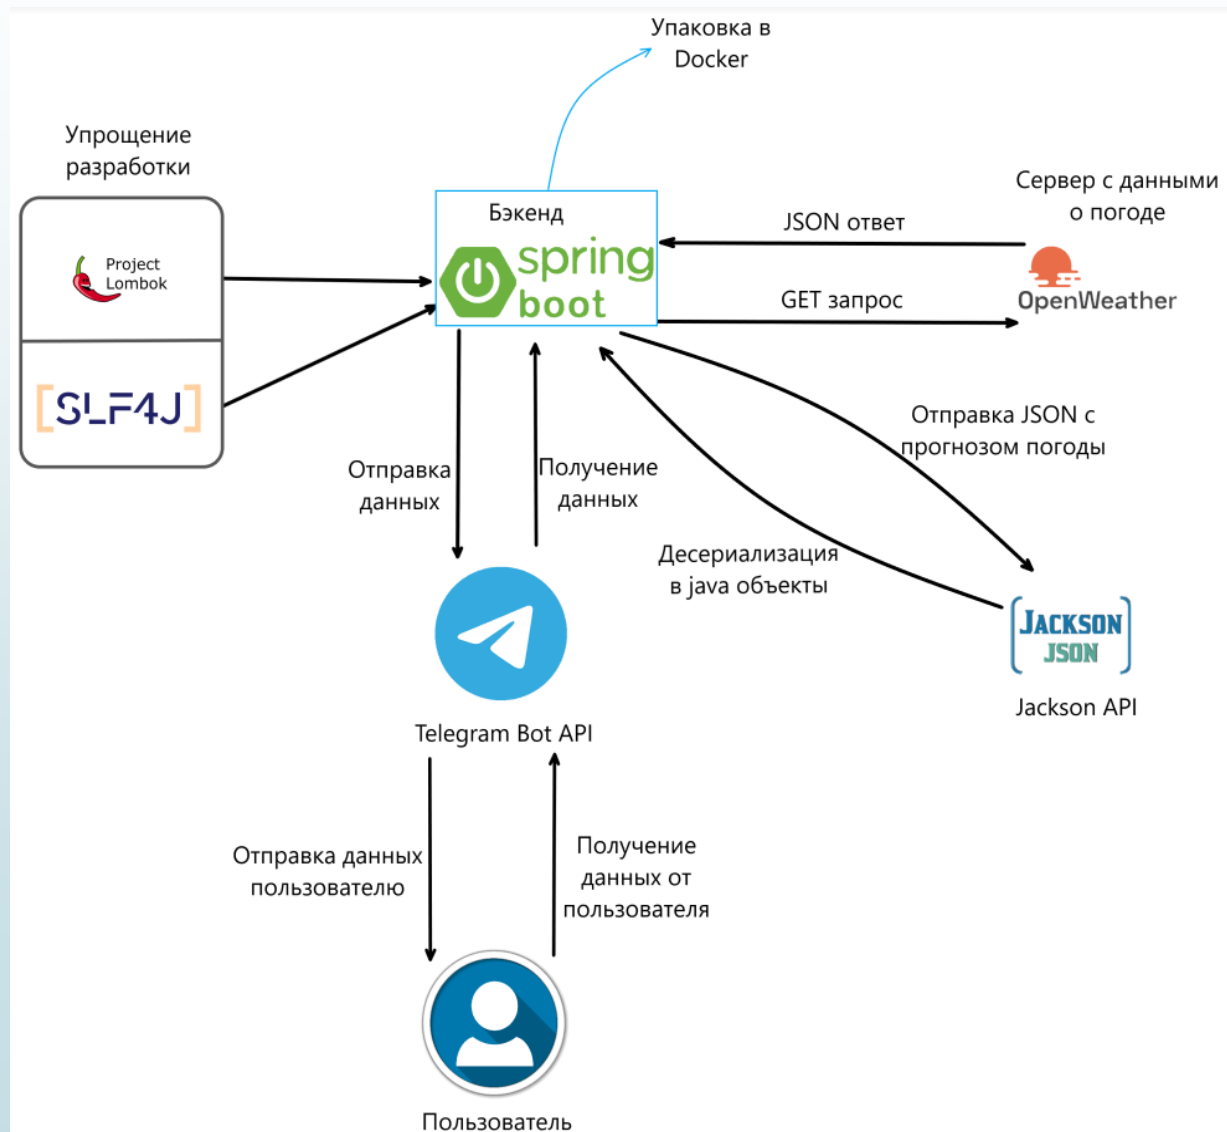 Упаковка в
Docker
Упрощение
разработки
Project
Lombok
SLF4J
Бэкенд
spring
boot
JSON ответ
GET запрос
Сервер с данными
о погоде
OpenWeather
Отправка JSON с
прогнозом погоды
Десериализация
в java объекты
JACKSON
JSON
Jackson API
Отправка
данных
Получение
данных
Telegram Bot API
Отправка данных
пользователю
Получение
данных от
пользователя
Пользователь